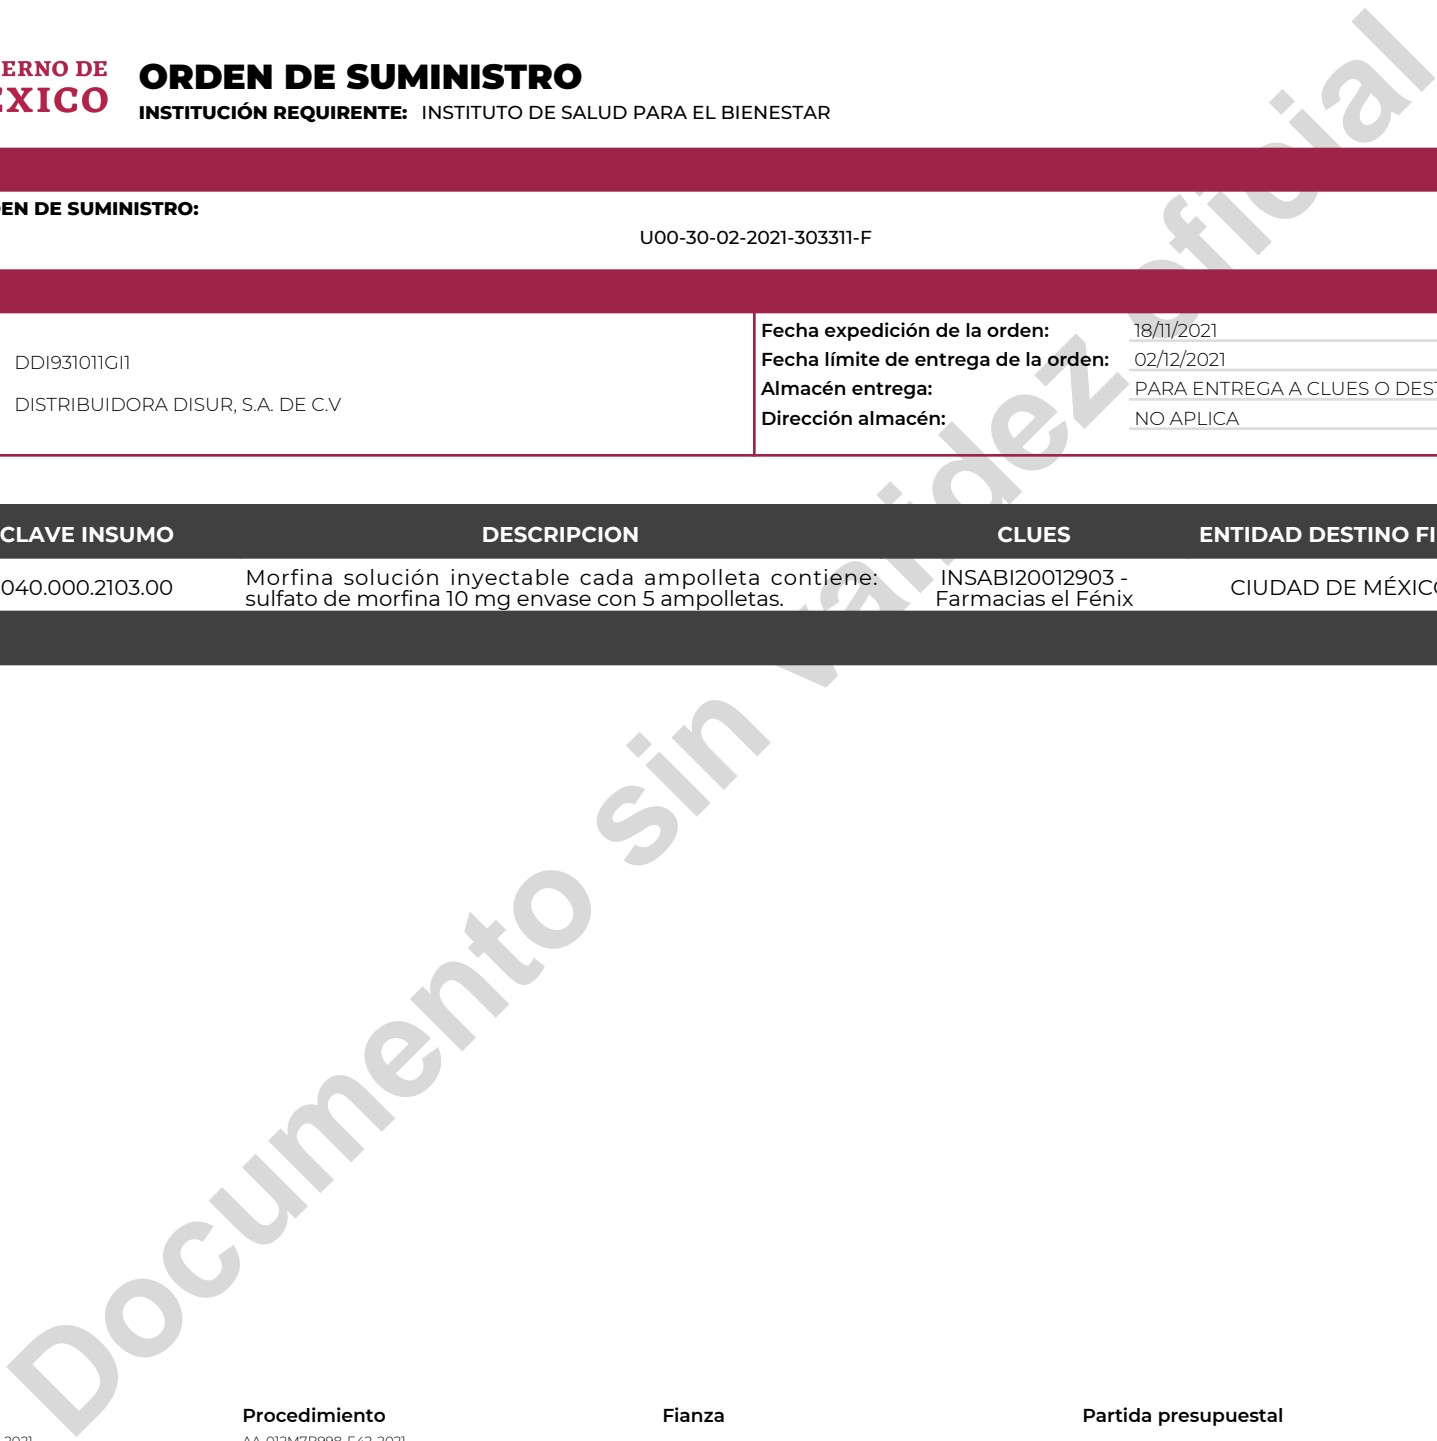 ERNO DE
ÉXICO
ORDEN DE SUMINISTRO
INSTITUCIÓN REQUIRENTE: INSTITUTO DE SALUD PARA EL BIENESTAR
EN DE SUMINISTRO:
U00-30-02-2021-303311-F
DDI931011GI1
DISTRIBUIDORA DISUR, S.A. DE C.V
Fecha expedición de la orden: 18/11/2021
Fecha límite de entrega de la orden: 02/12/2021
Almacén entrega: PARA ENTREGA A CLUES O DEST
Dirección almacén: NO APLICA
CLAVE INSUMO DESCRIPCION CLUES ENTIDAD DESTINO FI
040.000.2103.00
Morfina solución inyectable cada ampolleta contiene:
sulfato de morfina 10 mg envase con 5 ampolletas.
INSABI20012903 -
Farmacias el Fénix
CIUDAD DE MÉXICO
Documento sin validez oficial
Procedimiento Fianza Partida presupuestal